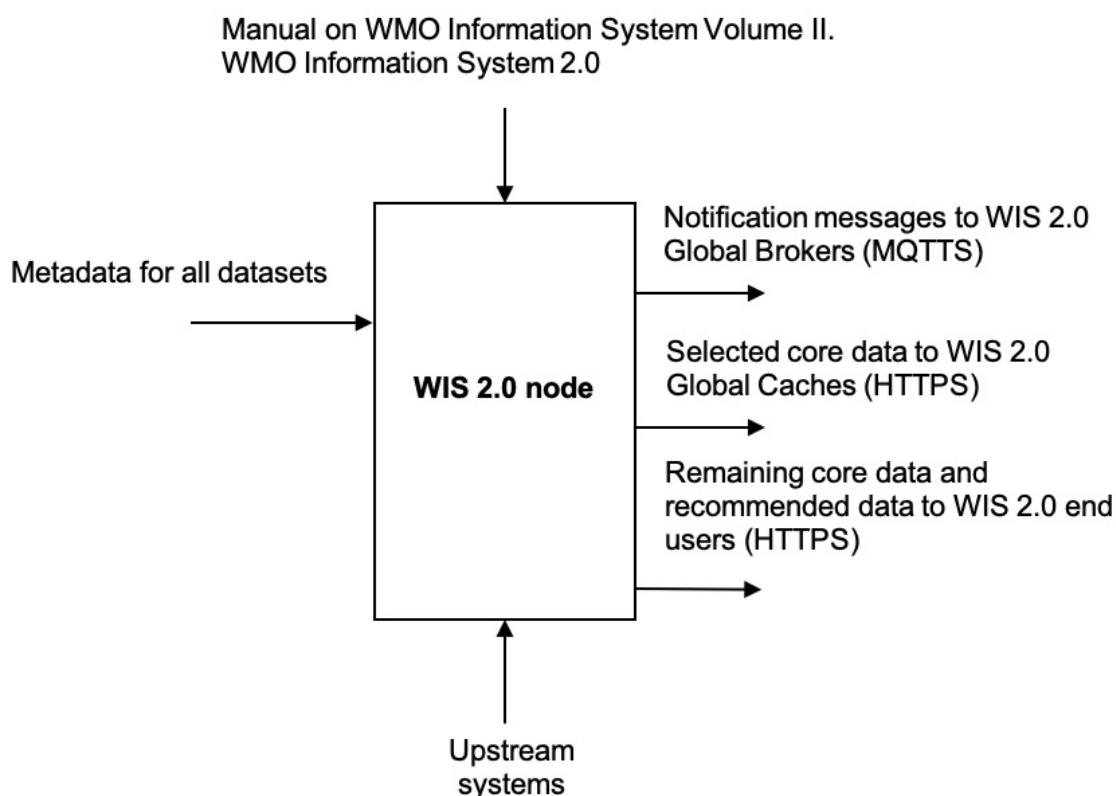 Manual on WMO Information System Volume II.
WMO Information System 2.0
Notification messages to WIS 2.0
Global Brokers (MQTTS)
Metadata for all datasets
Selected core data to WIS 2.0
Global Caches (HTTPS)
WIS 2.0 node
Remaining core data and
recommended data to WIS 2.0 end
users (HTTPS)
Upstream
systems